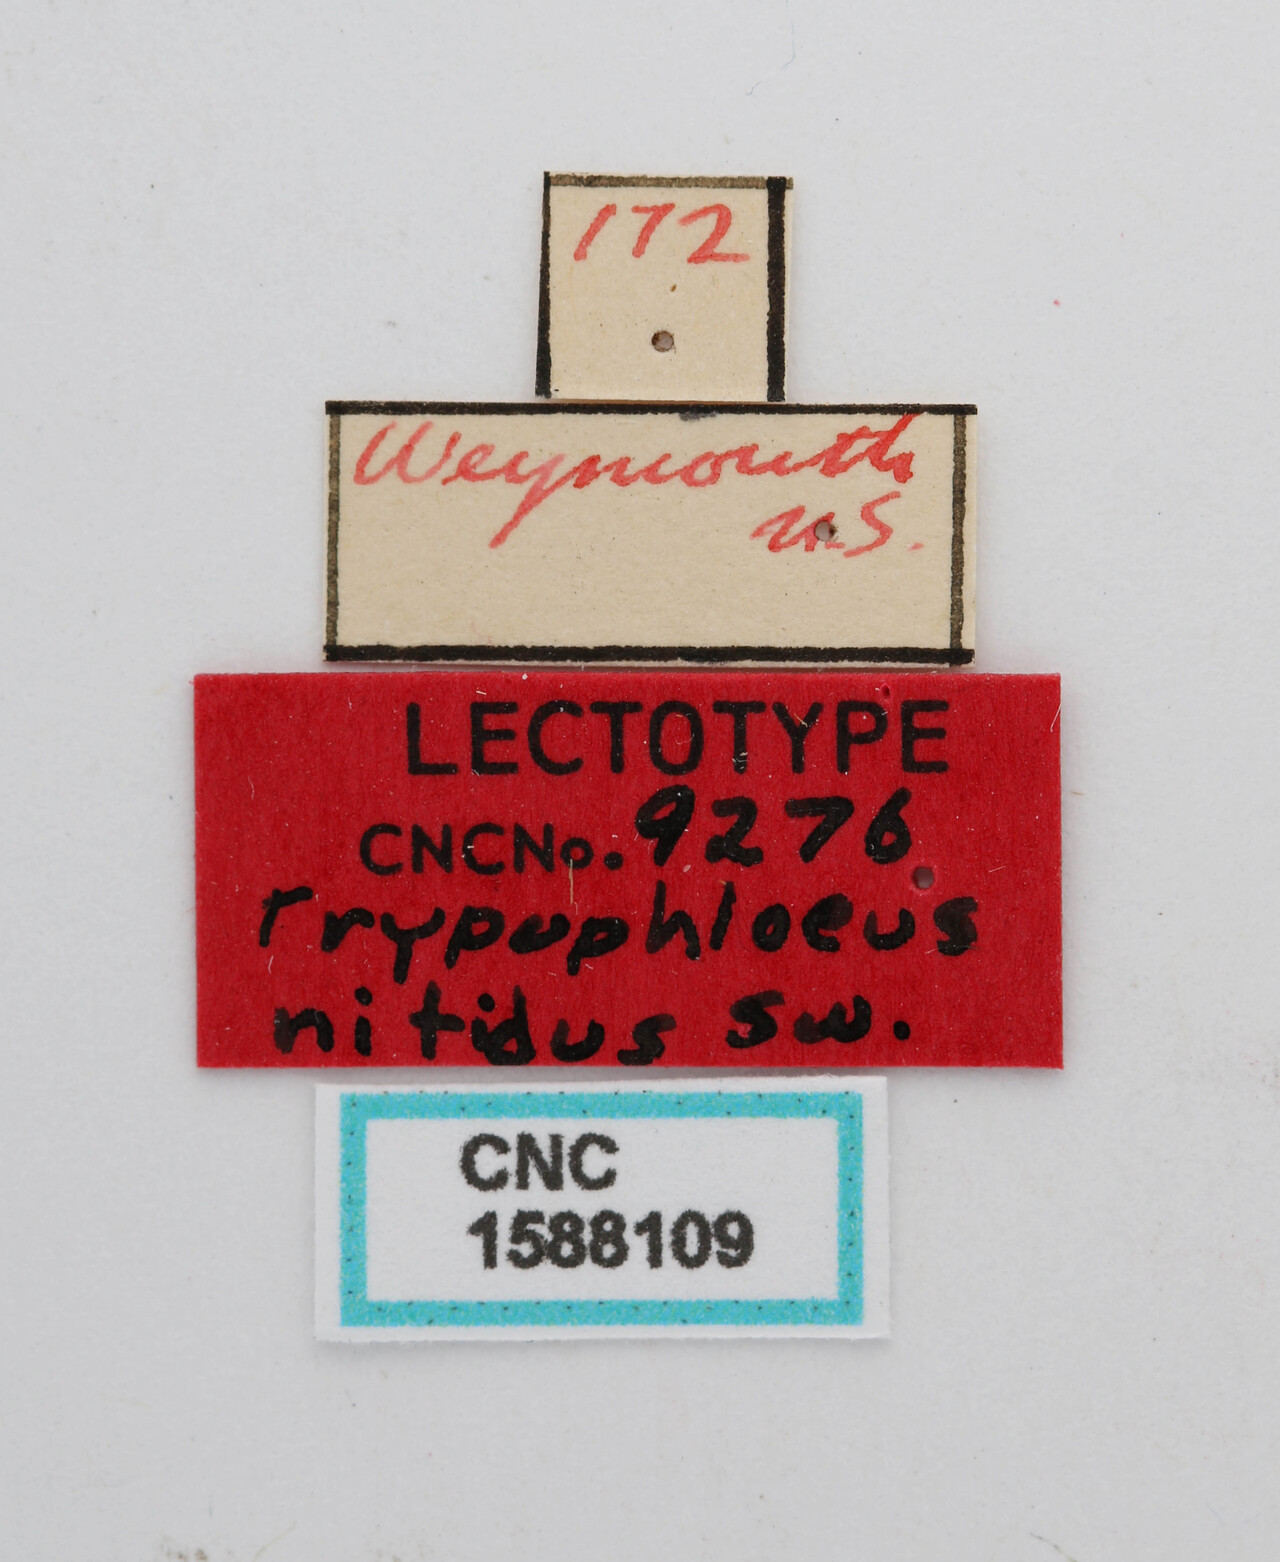 172
Weymouth
N.S.
LECTOTYPE
CNCNo. 9276
Trypophloeus
nitidus Sw.
CNC
1588109